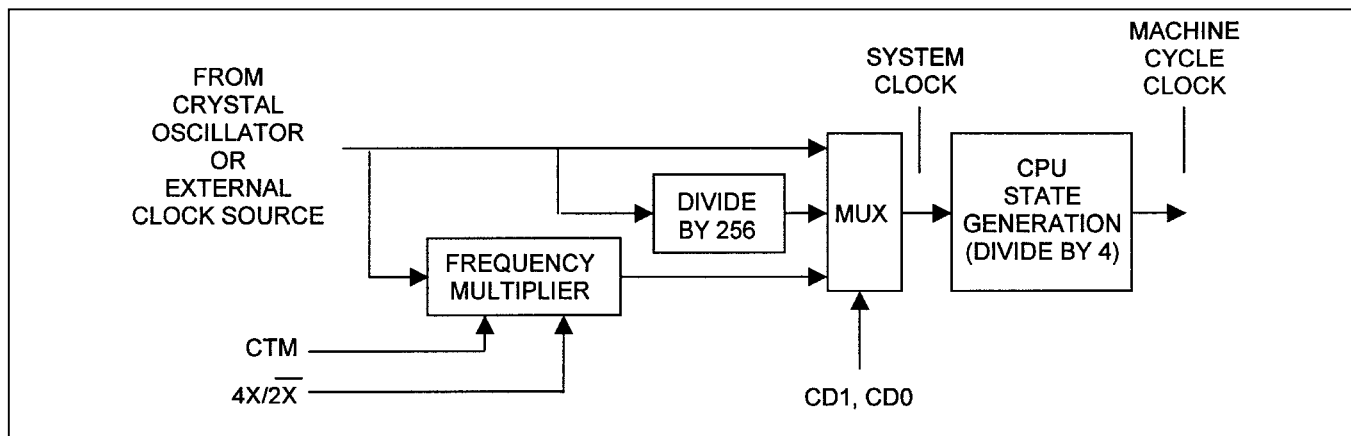 FROM
CRYSTAL
OSCILLATOR
OR
EXTERNAL
CLOCK SOURCE
DIVIDE
BY 256
FREQUENCY
MULTIPLIER
CTM
4X/2X̅
MUX
CD1, CD0
SYSTEM
CLOCK
CPU
STATE
GENERATION
(DIVIDE BY 4)
MACHINE
CYCLE
CLOCK